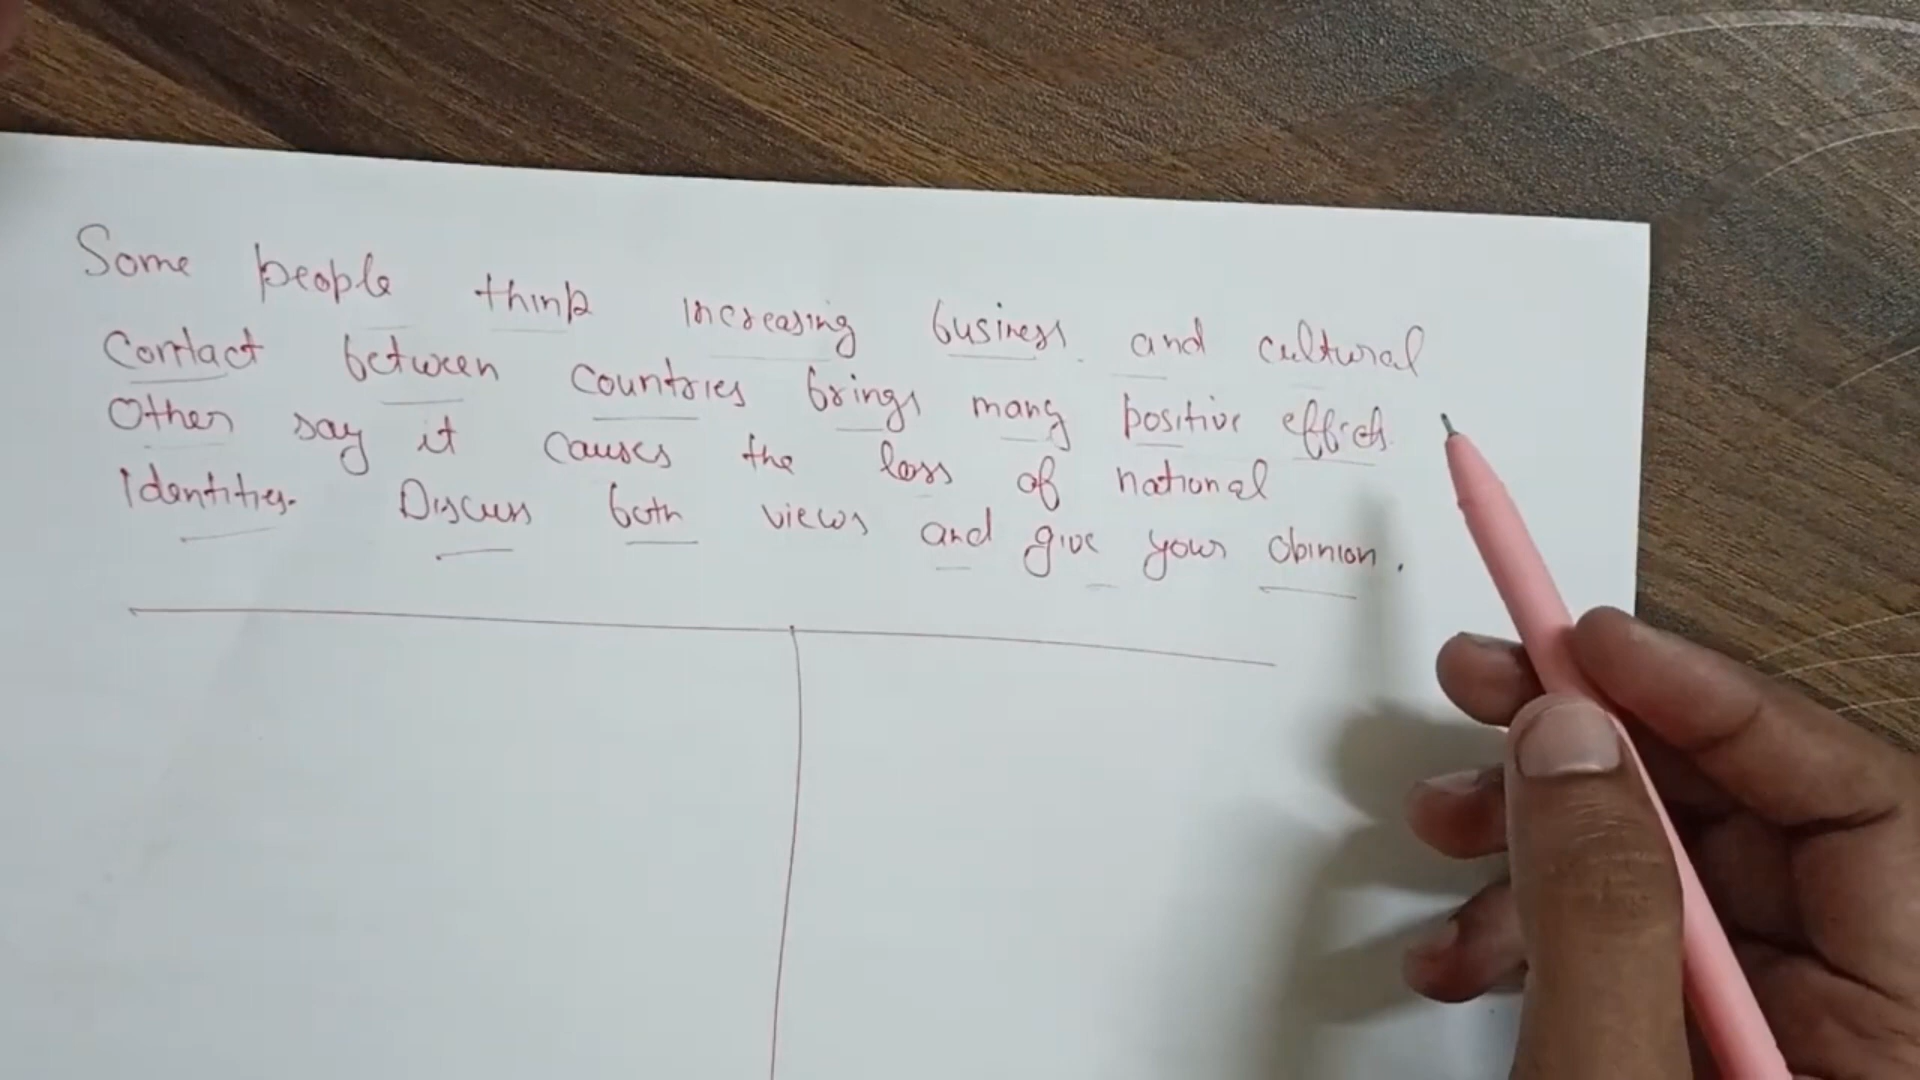 Some people think increasing business and cultural
Contact between countries brings many positive effects.
Other say it causes the loss of national
identities. Discuss both views and give your opinion.